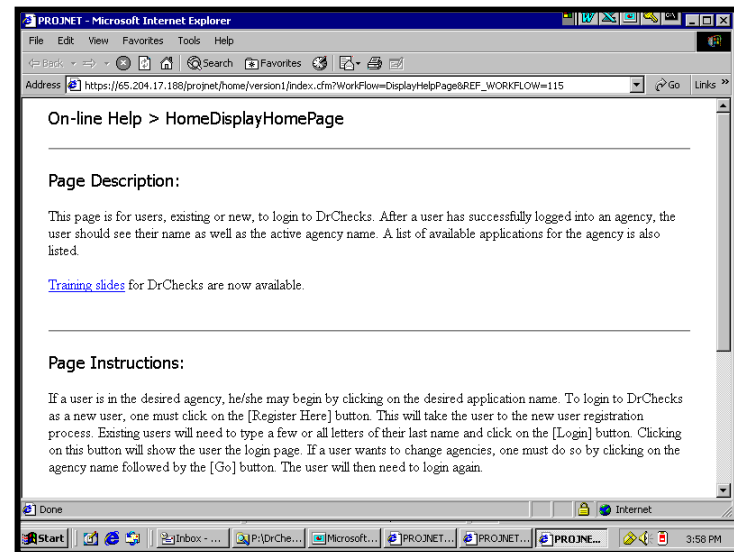 PROJNET - Microsoft Internet Explorer
File Edit View Favorites Tools Help
Back Search Favorites
Address https://65.204.17.188/projnet/home/version1/index.cfm?WorkFlow=DisplayHelpPage&REF_WORKFLOW=115 Go Links »
On-line Help > HomeDisplayHomePage
Page Description:
This page is for users, existing or new, to login to DrChecks. After a user has successfully logged into an agency, the
user should see their name as well as the active agency name. A list of available applications for the agency is also
listed.
Training slides for DrChecks are now available.
Page Instructions:
If a user is in the desired agency, he/she may begin by clicking on the desired application name. To login to DrChecks
as a new user, one must click on the [Register Here] button. This will take the user to the new user registration
process. Existing users will need to type a few or all letters of their last name and click on the [Login] button. Clicking
on this button will show the user the login page. If a user wants to change agencies, one must do so by clicking on the
agency name followed by the [Go] button. The user will then need to login again.
Done Internet
Start Inbox - ... P:\DrChe... Microsoft... PROJNET... PROJNET... PROJNE... 3:58 PM